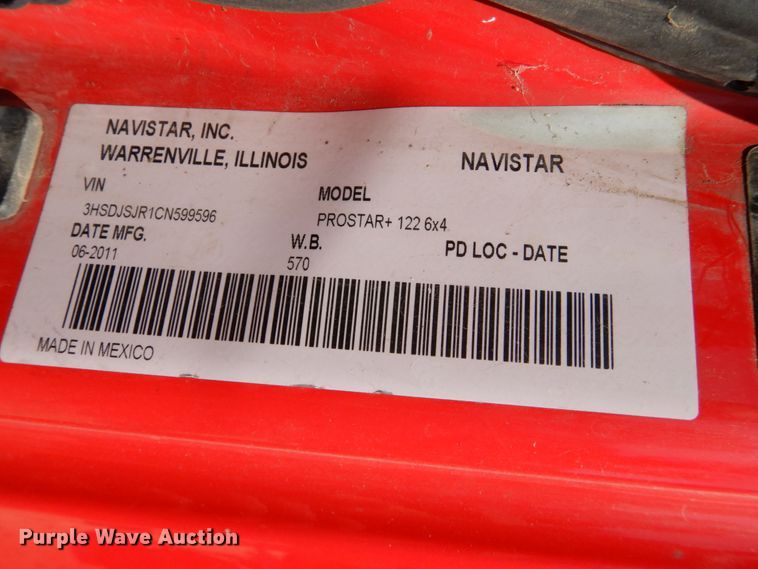 NAVISTAR, INC.
WARRENVILLE, ILLINOIS
NAVISTAR
VIN
MODEL
3HSDJSJR1CN599596
PROSTAR+ 122 6x4
DATE MFG.
W.B.
PD LOC - DATE
06-2011
570
MADE IN MEXICO
Purple Wave Auction